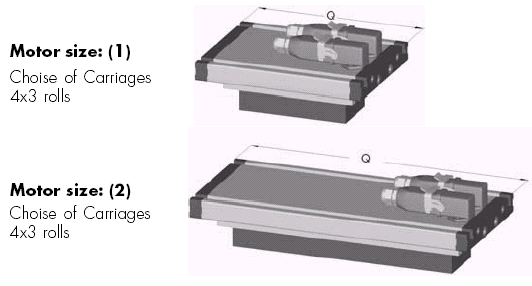 Q
Motor size: (1)
Choise of Carriages
4x3 rolls
Q
Motor size: (2)
Choise of Carriages
4x3 rolls